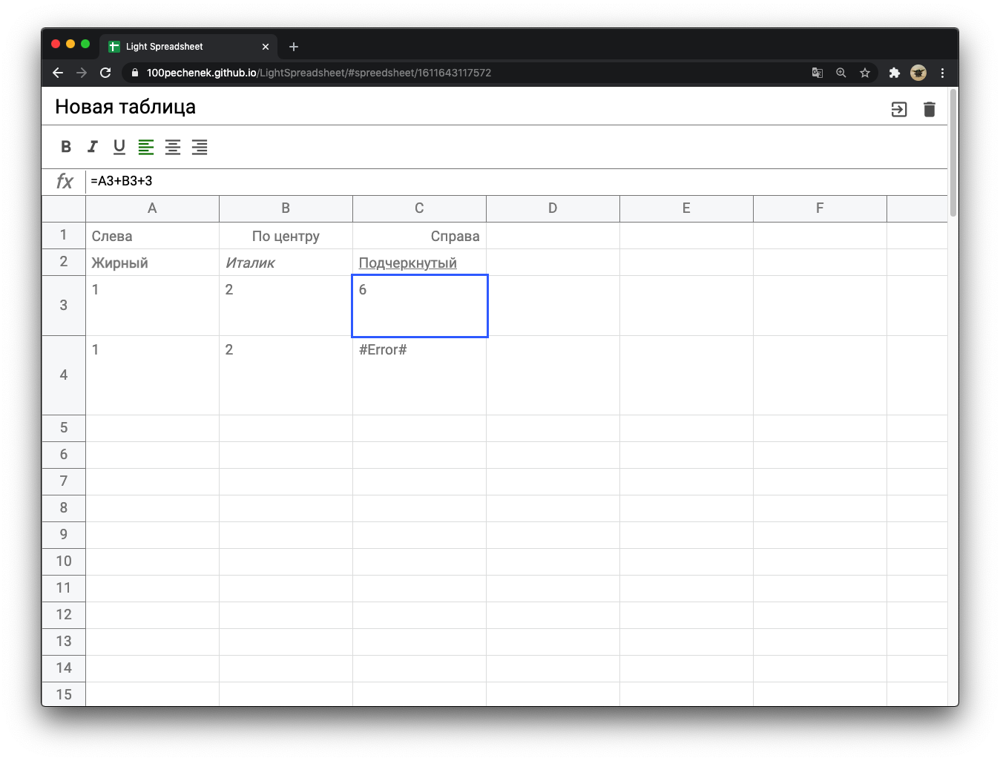 Light Spreadsheet
100pechenek.github.io/LightSpreadsheet/#spreedsheet/1611643117572
Новая таблица
B I U
fx =A3+B3+3
A B C D E F
1 Слева По центру Справа
2 Жирный Италик Подчеркнутый
3 1 2 6
4 1 2 #Error#
5
6
7
8
9
10
11
12
13
14
15